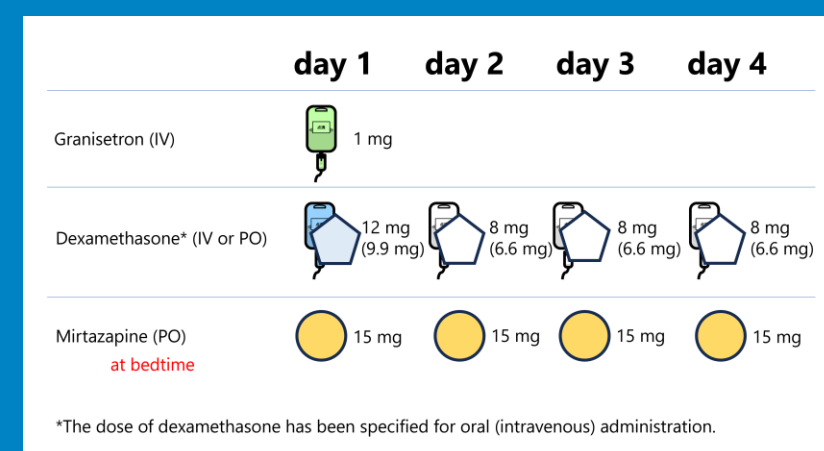 day 1 day 2 day 3 day 4
Granisetron (IV) 1 mg
Dexamethasone* (IV or PO) 12 mg 8 mg 8 mg 8 mg
(9.9 mg) (6.6 mg) (6.6 mg) (6.6 mg)
Mirtazapine (PO) 15 mg 15 mg 15 mg 15 mg
at bedtime
*The dose of dexamethasone has been specified for oral (intravenous) administration.